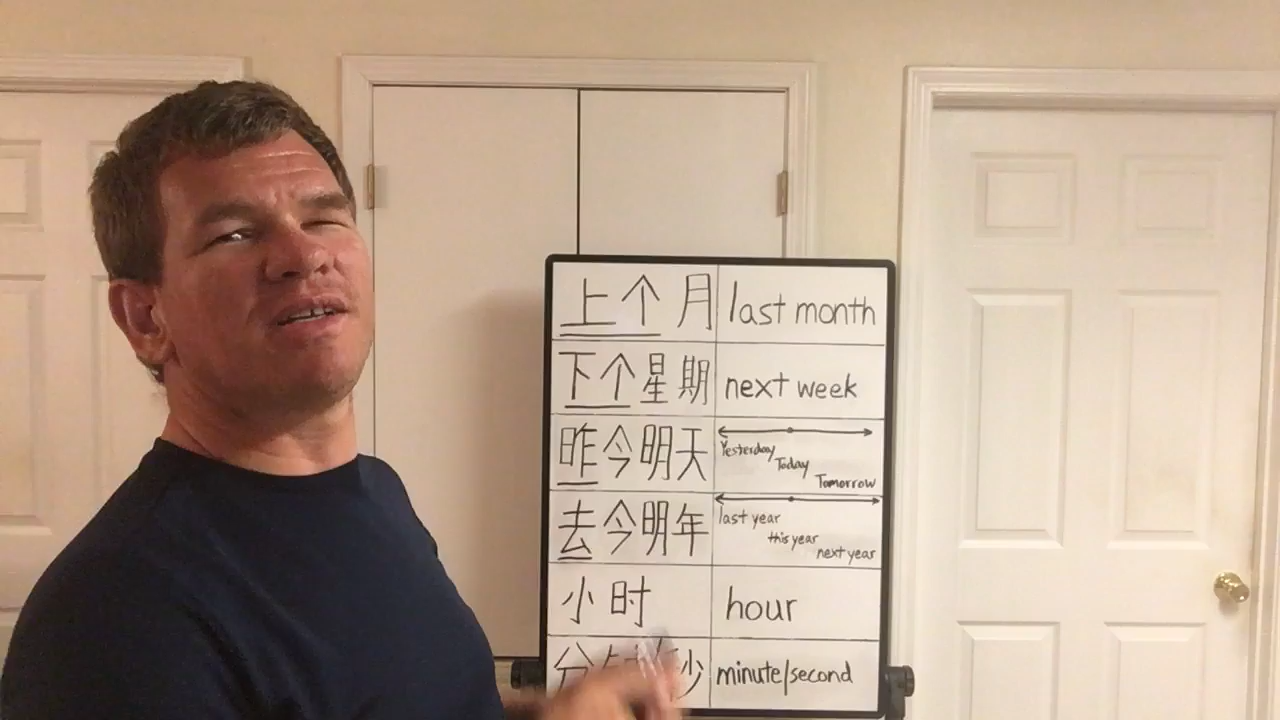 上个月 last month
下个星期 next week
昨今明天 Yesterday Today Tomorrow
去今明年 last year this year next year
小时 hour
分 minute/second